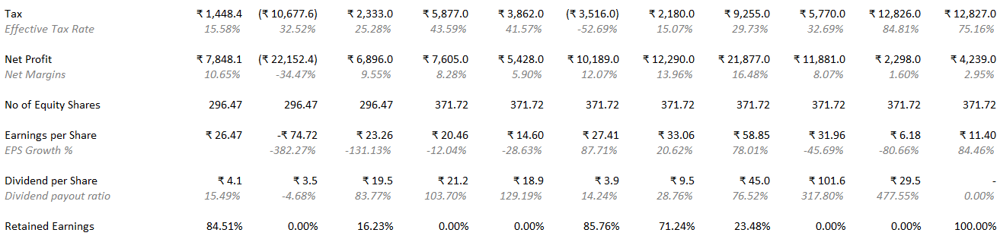 Tax ₹ 1,448.4 (₹ 10,677.6) ₹ 2,333.0 ₹ 5,877.0 ₹ 3,862.0 (₹ 3,516.0) ₹ 2,180.0 ₹ 9,255.0 ₹ 5,770.0 ₹ 12,826.0 ₹ 12,827.0
Effective Tax Rate 15.58% 32.52% 25.28% 43.59% 41.57% -52.69% 15.07% 29.73% 32.69% 84.81% 75.16%
Net Profit ₹ 7,848.1 (₹ 22,152.4) ₹ 6,896.0 ₹ 7,605.0 ₹ 5,428.0 ₹ 10,189.0 ₹ 12,290.0 ₹ 21,877.0 ₹ 11,881.0 ₹ 2,298.0 ₹ 4,239.0
Net Margins 10.65% -34.47% 9.55% 8.28% 5.90% 12.07% 13.96% 16.48% 8.07% 1.60% 2.95%
No of Equity Shares 296.47 296.47 296.47 371.72 371.72 371.72 371.72 371.72 371.72 371.72 371.72
Earnings per Share ₹ 26.47 -₹ 74.72 ₹ 23.26 ₹ 20.46 ₹ 14.60 ₹ 27.41 ₹ 33.06 ₹ 58.85 ₹ 31.96 ₹ 6.18 ₹ 11.40
EPS Growth % -382.27% -131.13% -12.04% -28.63% 87.71% 20.62% 78.01% -45.69% -80.66% 84.46%
Dividend per Share ₹ 4.1 ₹ 3.5 ₹ 19.5 ₹ 21.2 ₹ 18.9 ₹ 3.9 ₹ 9.5 ₹ 45.0 ₹ 101.6 ₹ 29.5 -
Dividend payout ratio 15.49% -4.68% 83.77% 103.70% 129.19% 14.24% 28.76% 76.52% 317.80% 477.55% 0.00%
Retained Earnings 84.51% 0.00% 16.23% 0.00% 0.00% 85.76% 71.24% 23.48% 0.00% 0.00% 100.00%